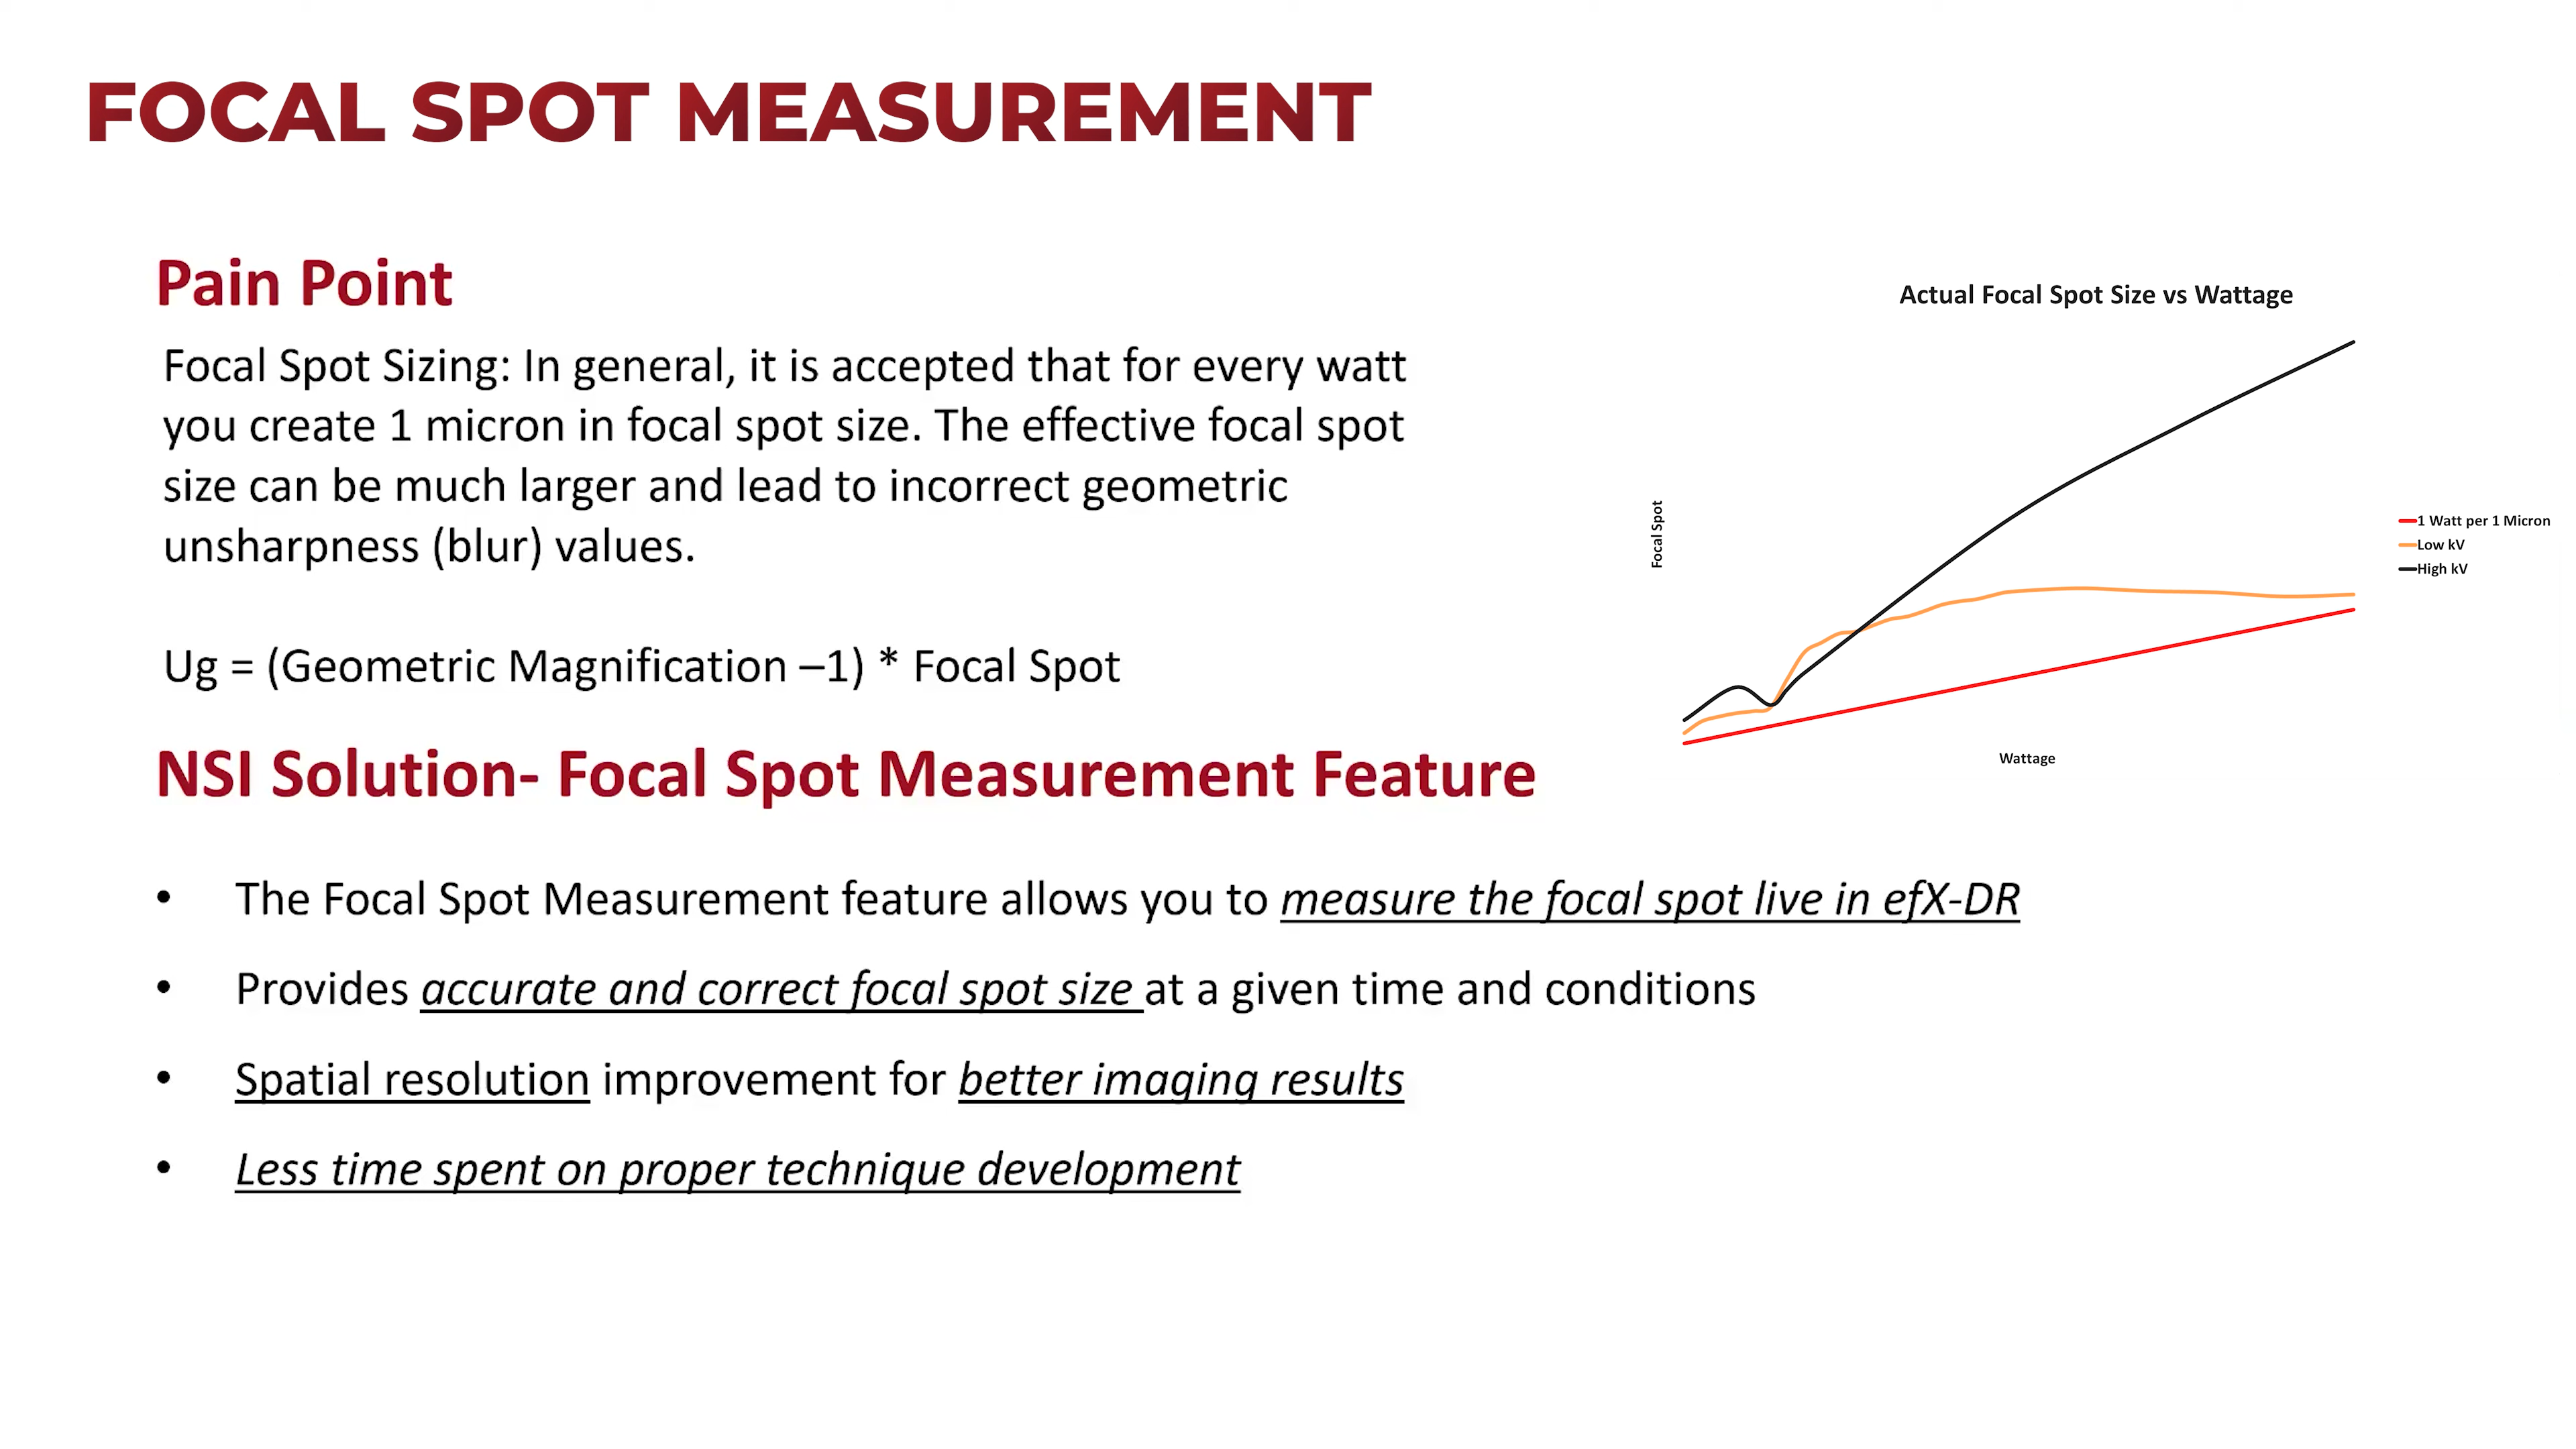 FOCAL SPOT MEASUREMENT
Pain Point
Focal Spot Sizing: In general, it is accepted that for every watt
you create 1 micron in focal spot size. The effective focal spot
size can be much larger and lead to incorrect geometric
unsharpness (blur) values.
Ug = (Geometric Magnification –1) * Focal Spot
Actual Focal Spot Size vs Wattage
Focal Spot
1 Watt per 1 Micron
Low kV
High kV
Wattage
NSI Solution- Focal Spot Measurement Feature
• The Focal Spot Measurement feature allows you to measure the focal spot live in efX-DR
• Provides accurate and correct focal spot size at a given time and conditions
• Spatial resolution improvement for better imaging results
• Less time spent on proper technique development